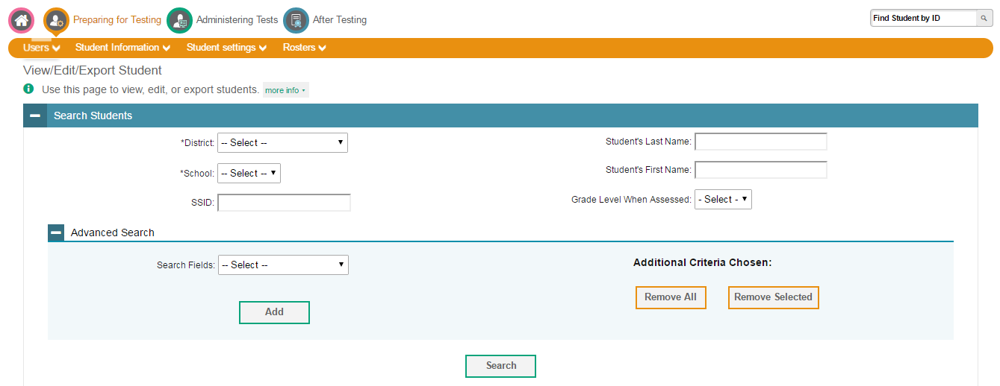 Preparing for Testing Administering Tests After Testing Find Student by ID
Users Student Information Student settings Rosters
View/Edit/Export Student
Use this page to view, edit, or export students. more info
Search Students
*District: -- Select -- Student's Last Name:
*School: -- Select -- Student's First Name:
SSID: Grade Level When Assessed: - Select -
Advanced Search
Search Fields: -- Select -- Additional Criteria Chosen:
Remove All Remove Selected
Add
Search